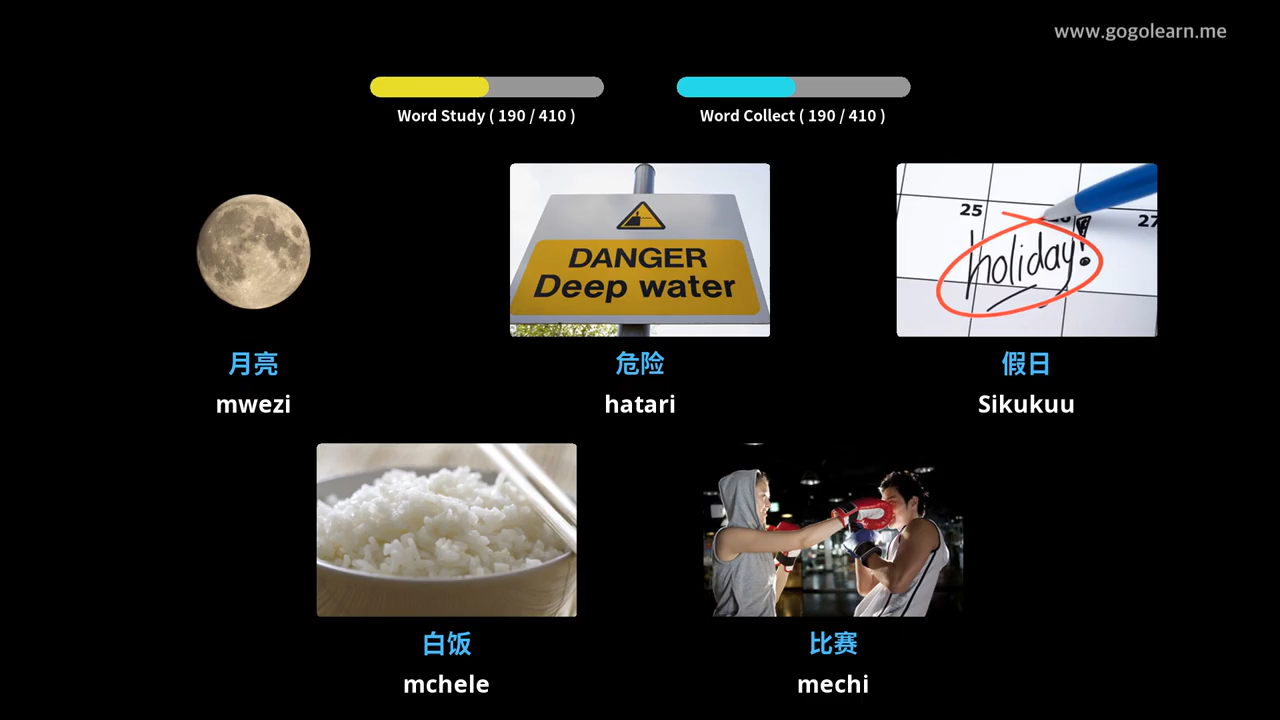 www.gogolearn.me
Word Study ( 190 / 410 )
Word Collect ( 190 / 410 )
DANGER
Deep water
25
26
27
holiday!
月亮
危险
假日
mwezi
hatari
Sikukuu
白饭
比赛
mchele
mechi